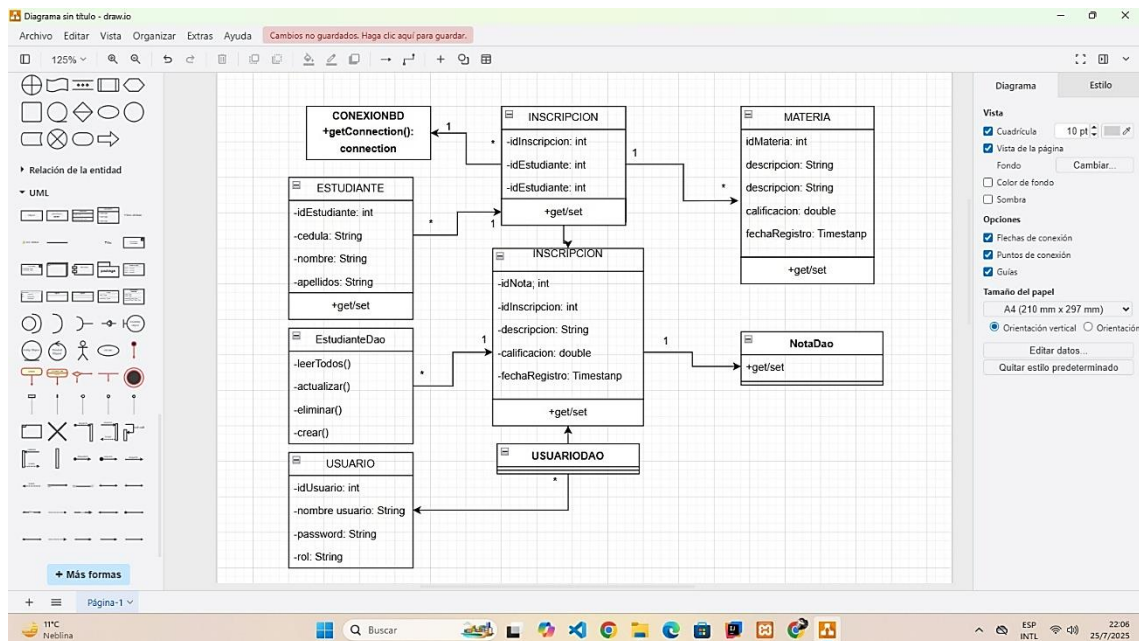 Diagrama sin título - draw.io
Archivo Editar Vista Organizar Extras Ayuda Cambios no guardados. Haga clic aquí para guardar.
125%
Relación de la entidad
UML
+ Más formas
CONEXIONBD
+getConnection():
connection
1
*
INSCRIPCION
-idInscripcion: int
-idEstudiante: int
-idEstudiante: int
+get/set
1
*
MATERIA
idMateria: int
descripcion: String
descripcion: String
calificacion: double
fechaRegistro: Timestanp
+get/set
ESTUDIANTE
-idEstudiante: int
-cedula: String
-nombre: String
-apellidos: String
+get/set
*
1
INSCRIPCION
-idNota; int
-idInscripcion: int
-descripcion: String
-calificacion: double
-fechaRegistro: Timestanp
+get/set
EstudianteDao
-leerTodos()
-actualizar()
-eliminar()
-crear()
*
1
1
NotaDao
+get/set
USUARIODAO
*
USUARIO
-idUsuario: int
-nombre usuario: String
-password: String
-rol: String
Diagrama Estilo
Vista
Cuadrícula 10 pt
Vista de la página
Fondo Cambiar...
Color de fondo
Sombra
Opciones
Flechas de conexión
Puntos de conexión
Guías
Tamaño del papel
A4 (210 mm x 297 mm)
Orientación vertical Orientación
Editar datos...
Quitar estilo predeterminado
Página-1
11°C
Neblina
Buscar
ESP
INTL
22:06
25/7/2025